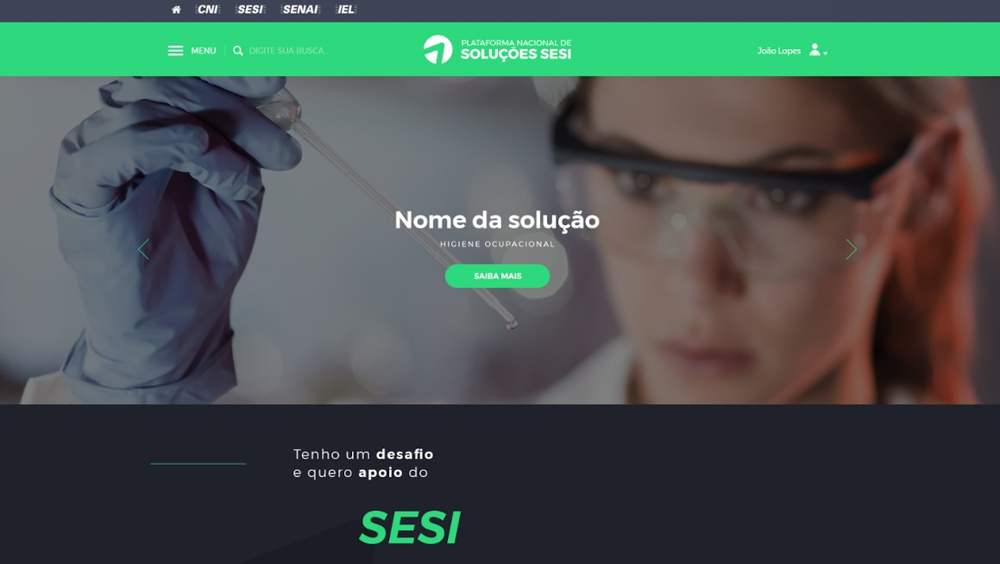 CNI SESI SENAI IEL
MENU DIGITE SUA BUSCA... PLATAFORMA NACIONAL DE
SOLUÇÕES SESI João Lopes
Nome da solução
HIGIENE OCUPACIONAL
SAIBA MAIS
Tenho um desafio
e quero apoio do
SESI